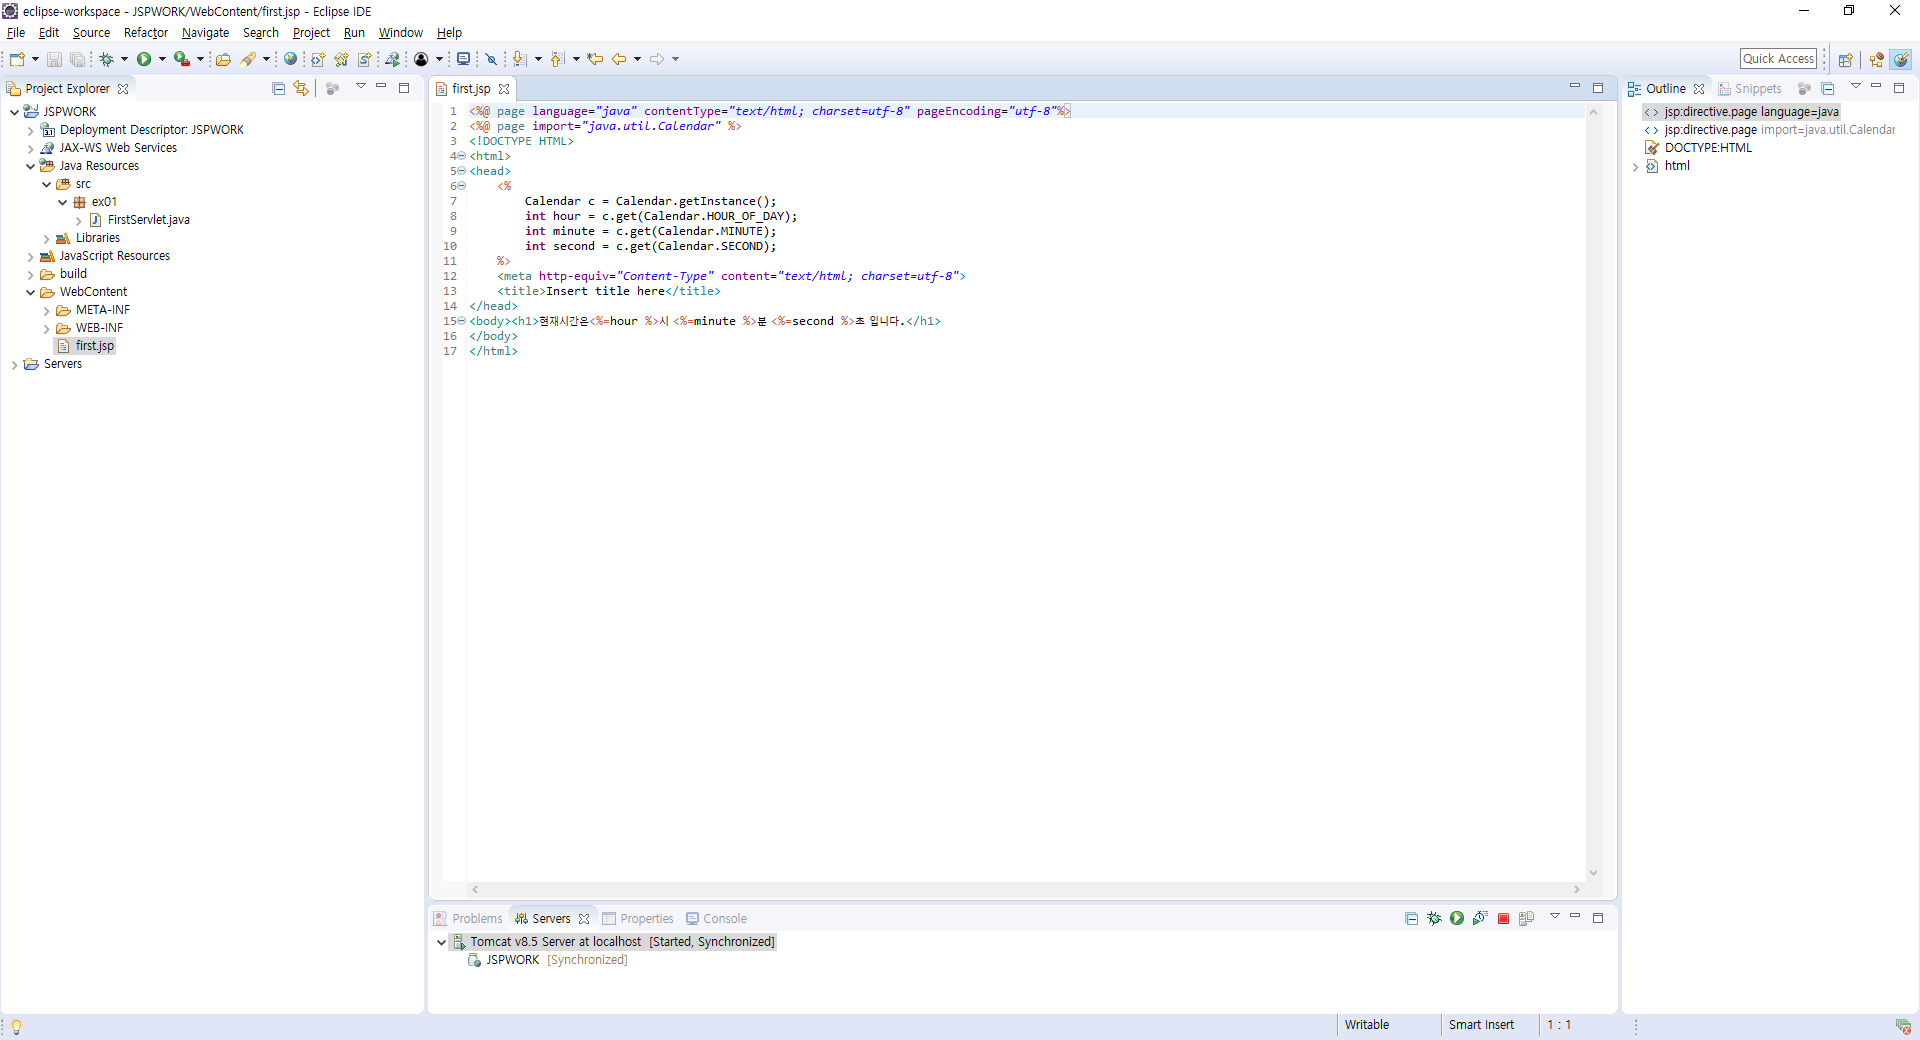 eclipse-workspace - JSPWORK/WebContent/first.jsp - Eclipse IDE
File Edit Source Refactor Navigate Search Project Run Window Help
Quick Access
Project Explorer
JSPWORK
Deployment Descriptor: JSPWORK
JAX-WS Web Services
Java Resources
src
ex01
FirstServlet.java
Libraries
JavaScript Resources
build
WebContent
META-INF
WEB-INF
first.jsp
Servers
first.jsp
1 <%@ page language="java" contentType="text/html; charset=utf-8" pageEncoding="utf-8"%>
2 <%@ page import="java.util.Calendar" %>
3 <!DOCTYPE HTML>
4 <html>
5 <head>
6 <%
7 Calendar c = Calendar.getInstance();
8 int hour = c.get(Calendar.HOUR_OF_DAY);
9 int minute = c.get(Calendar.MINUTE);
10 int second = c.get(Calendar.SECOND);
11 %>
12 <meta http-equiv="Content-Type" content="text/html; charset=utf-8">
13 <title>Insert title here</title>
14 </head>
15 <body><h1>현재시간은<%=hour %>시 <%=minute %>분 <%=second %>초 입니다.</h1>
16 </body>
17 </html>
Outline Snippets
jsp:directive.page language=java
jsp:directive.page import=java.util.Calendar
DOCTYPE:HTML
html
Problems Servers Properties Console
Tomcat v8.5 Server at localhost [Started, Synchronized]
JSPWORK [Synchronized]
Writable Smart Insert 1 : 1